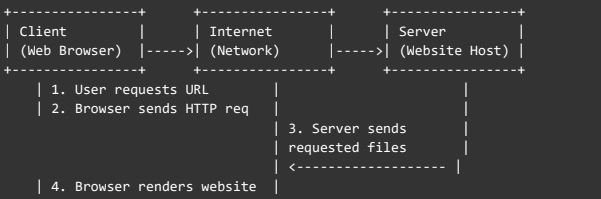 +----------------+      +----------------+      +----------------+
| Client         |      | Internet       |      | Server         |
| (Web Browser)  |----->| (Network)      |----->| (Website Host) |
+----------------+      +----------------+      +----------------+
    | 1. User requests URL        |                       |
    | 2. Browser sends HTTP req   |                       |
                                  | 3. Server sends       |
                                  | requested files       |
                                  | <------------------- |
    | 4. Browser renders website  |